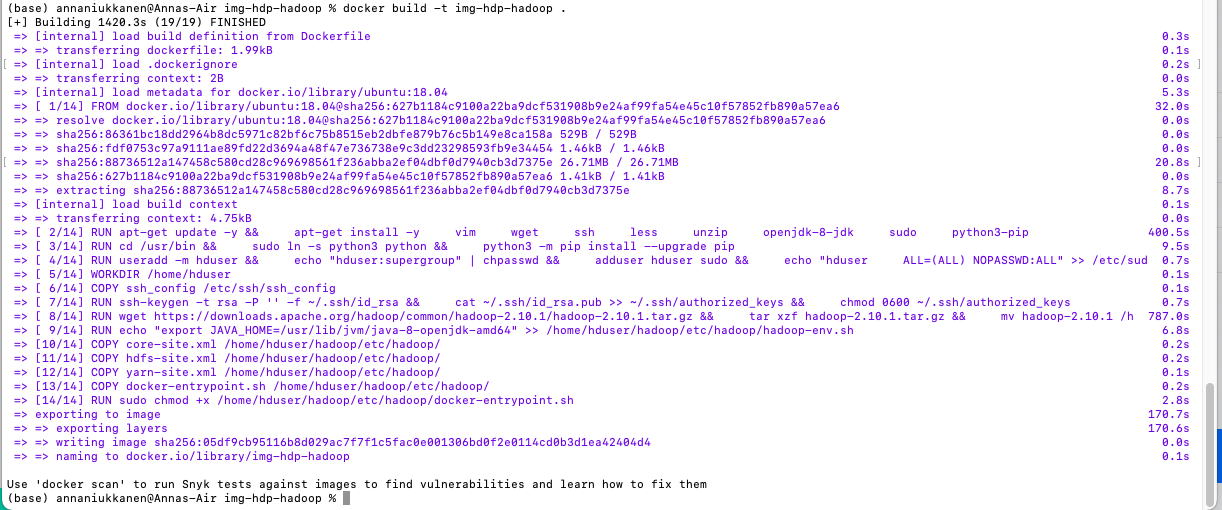 (base) annaniukkanen@Annas-Air img-hdp-hadoop % docker build -t img-hdp-hadoop .
[+] Building 1420.3s (19/19) FINISHED
=> [internal] load build definition from Dockerfile 0.3s
=> => transferring dockerfile: 1.99kB 0.1s
[ => [internal] load .dockerignore 0.2s ]
=> => transferring context: 2B 0.0s
=> [internal] load metadata for docker.io/library/ubuntu:18.04 5.3s
=> [ 1/14] FROM docker.io/library/ubuntu:18.04@sha256:627b1184c9100a22ba9dcf531908b9e24af99fa54e45c10f57852fb890a57ea6 32.0s
=> => resolve docker.io/library/ubuntu:18.04@sha256:627b1184c9100a22ba9dcf531908b9e24af99fa54e45c10f57852fb890a57ea6 0.0s
=> => sha256:86361bc18dd2964b8dc5971c82bf6c75b8515eb2dbfe879b76c5b149e8ca158a 529B / 529B 0.0s
=> => sha256:fdf0753c97a9111ae89fd22d3694a48f47e736738e9c3dd23298593fb9e34454 1.46kB / 1.46kB 0.0s
[ => => sha256:88736512a147458c580cd28c969698561f236abba2ef04dbf0d7940cb3d7375e 26.71MB / 26.71MB 20.8s ]
=> => sha256:627b1184c9100a22ba9dcf531908b9e24af99fa54e45c10f57852fb890a57ea6 1.41kB / 1.41kB 0.0s
=> => extracting sha256:88736512a147458c580cd28c969698561f236abba2ef04dbf0d7940cb3d7375e 8.7s
=> [internal] load build context 0.1s
=> => transferring context: 4.75kB 0.0s
=> [ 2/14] RUN apt-get update -y &&     apt-get install -y     vim     wget     ssh     less     unzip     openjdk-8-jdk     sudo     python3-pip 400.5s
=> [ 3/14] RUN cd /usr/bin &&     sudo ln -s python3 python &&     python3 -m pip install --upgrade pip 9.5s
=> [ 4/14] RUN useradd -m hduser &&     echo "hduser:supergroup" | chpasswd &&     adduser hduser sudo &&     echo "hduser     ALL=(ALL) NOPASSWD:ALL" >> /etc/sud 0.7s
=> [ 5/14] WORKDIR /home/hduser 0.1s
=> [ 6/14] COPY ssh_config /etc/ssh/ssh_config 0.1s
=> [ 7/14] RUN ssh-keygen -t rsa -P '' -f ~/.ssh/id_rsa &&     cat ~/.ssh/id_rsa.pub >> ~/.ssh/authorized_keys &&     chmod 0600 ~/.ssh/authorized_keys 0.7s
=> [ 8/14] RUN wget https://downloads.apache.org/hadoop/common/hadoop-2.10.1/hadoop-2.10.1.tar.gz &&     tar xzf hadoop-2.10.1.tar.gz &&     mv hadoop-2.10.1 /h 787.0s
=> [ 9/14] RUN echo "export JAVA_HOME=/usr/lib/jvm/java-8-openjdk-amd64" >> /home/hduser/hadoop/etc/hadoop/hadoop-env.sh 6.8s
=> [10/14] COPY core-site.xml /home/hduser/hadoop/etc/hadoop/ 0.2s
=> [11/14] COPY hdfs-site.xml /home/hduser/hadoop/etc/hadoop/ 0.2s
=> [12/14] COPY yarn-site.xml /home/hduser/hadoop/etc/hadoop/ 0.1s
=> [13/14] COPY docker-entrypoint.sh /home/hduser/hadoop/etc/hadoop/ 0.2s
=> [14/14] RUN sudo chmod +x /home/hduser/hadoop/etc/hadoop/docker-entrypoint.sh 2.8s
=> exporting to image 170.7s
=> => exporting layers 170.6s
=> => writing image sha256:05df9cb95116b8d029ac7f7f1c5fac0e001306bd0f2e0114cd0b3d1ea42404d4 0.0s
=> => naming to docker.io/library/img-hdp-hadoop 0.1s
Use 'docker scan' to run Snyk tests against images to find vulnerabilities and learn how to fix them
(base) annaniukkanen@Annas-Air img-hdp-hadoop %